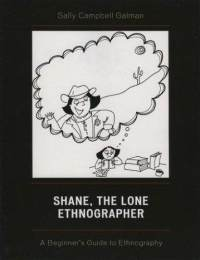 Sally Campbell Galman
SHANE, THE LONE
ETHNOGRAPHER
A Beginner's Guide to Ethnography